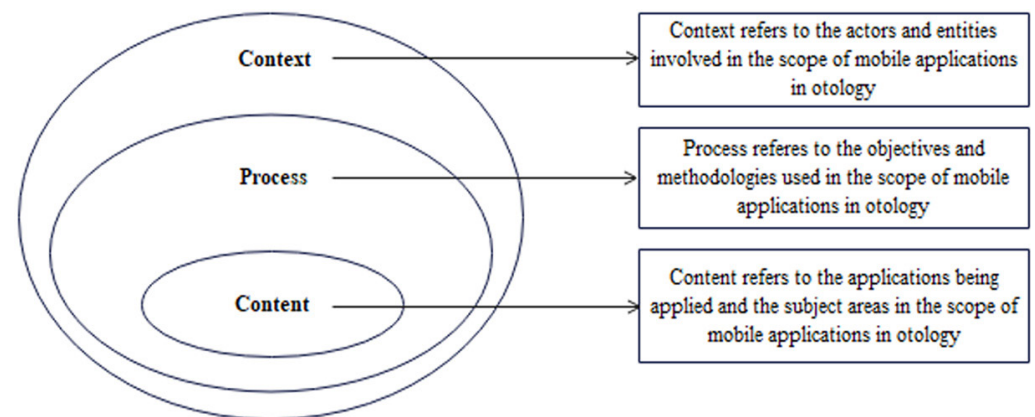 Context
Context refers to the actors and entities
involved in the scope of mobile applications
in otology
Process
Process referes to the objectives and
methodologies used in the scope of mobile
applications in otology
Content
Content refers to the applications being
applied and the subject areas in the scope of
mobile applications in otology